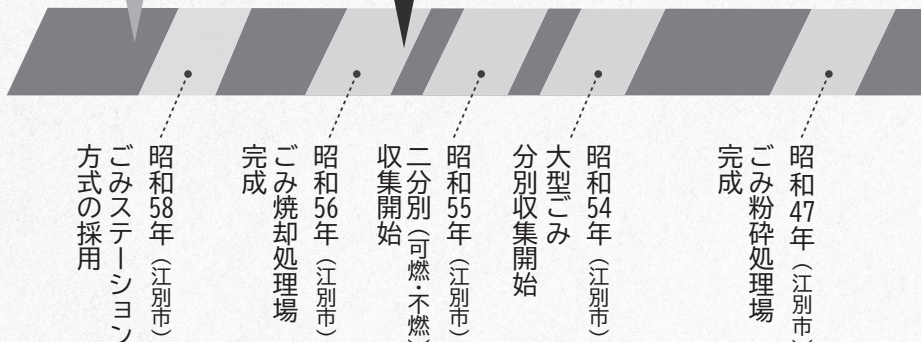 昭和47年（江別市）
ごみ粉砕処理場
完成
昭和54年（江別市）
大型ごみ
分別収集開始
昭和55年（江別市）
二分別（可燃・不燃）
収集開始
昭和56年（江別市）
ごみ焼却処理場
完成
昭和58年（江別市）
ごみステーション
方式の採用